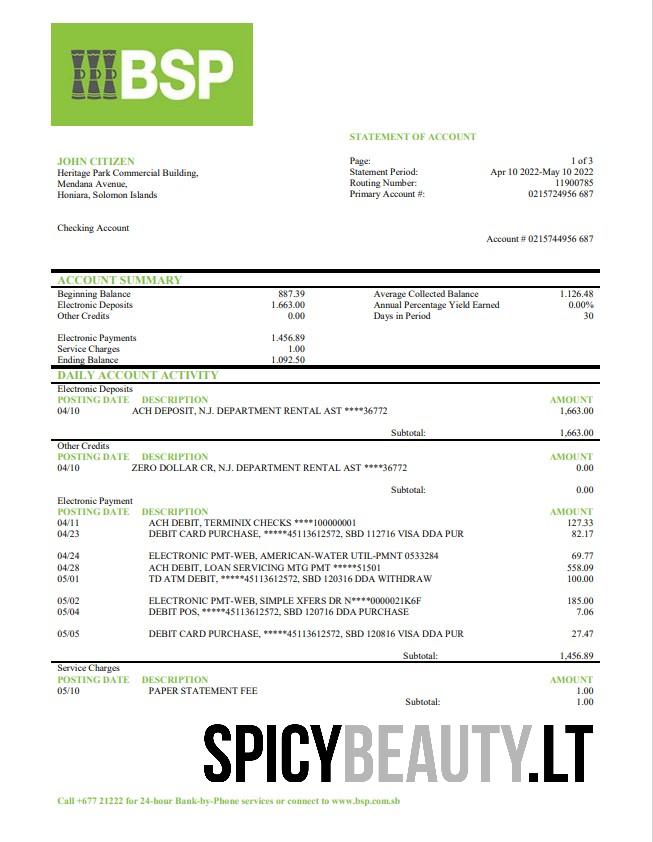 BSP
STATEMENT OF ACCOUNT
JOHN CITIZEN
Heritage Park Commercial Building,
Mendana Avenue,
Honiara, Solomon Islands
Page: 1 of 3
Statement Period: Apr 10 2022-May 10 2022
Routing Number: 11900785
Primary Account #: 0215724956 687
Checking Account
Account # 0215744956 687
ACCOUNT SUMMARY
Beginning Balance 887.39 Average Collected Balance 1.126.48
Electronic Deposits 1.663.00 Annual Percentage Yield Earned 0.00%
Other Credits 0.00 Days in Period 30
Electronic Payments 1.456.89
Service Charges 1.00
Ending Balance 1.092.50
DAILY ACCOUNT ACTIVITY
Electronic Deposits
POSTING DATE DESCRIPTION AMOUNT
04/10 ACH DEPOSIT, N.J. DEPARTMENT RENTAL AST ****36772 1,663.00
Subtotal: 1,663.00
Other Credits
POSTING DATE DESCRIPTION AMOUNT
04/10 ZERO DOLLAR CR, N.J. DEPARTMENT RENTAL AST ****36772 0.00
Subtotal: 0.00
Electronic Payment
POSTING DATE DESCRIPTION AMOUNT
04/11 ACH DEBIT, TERMINIX CHECKS ****100000001 127.33
04/23 DEBIT CARD PURCHASE, *****45113612572, SBD 112716 VISA DDA PUR 82.17
04/24 ELECTRONIC PMT-WEB, AMERICAN-WATER UTIL-PMNT 0533284 69.77
04/28 ACH DEBIT, LOAN SERVICING MTG PMT *****51501 558.09
05/01 TD ATM DEBIT, *****45113612572, SBD 120316 DDA WITHDRAW 100.00
05/02 ELECTRONIC PMT-WEB, SIMPLE XFERS DR N****0000021K6F 185.00
05/04 DEBIT POS, *****45113612572, SBD 120716 DDA PURCHASE 7.06
05/05 DEBIT CARD PURCHASE, *****45113612572, SBD 120816 VISA DDA PUR 27.47
Subtotal: 1,456.89
Service Charges
POSTING DATE DESCRIPTION AMOUNT
05/10 PAPER STATEMENT FEE 1.00
Subtotal: 1.00
SPICYBEAUTY.LT
Call +677 21222 for 24-hour Bank-by-Phone services or connect to www.bsp.com.sb